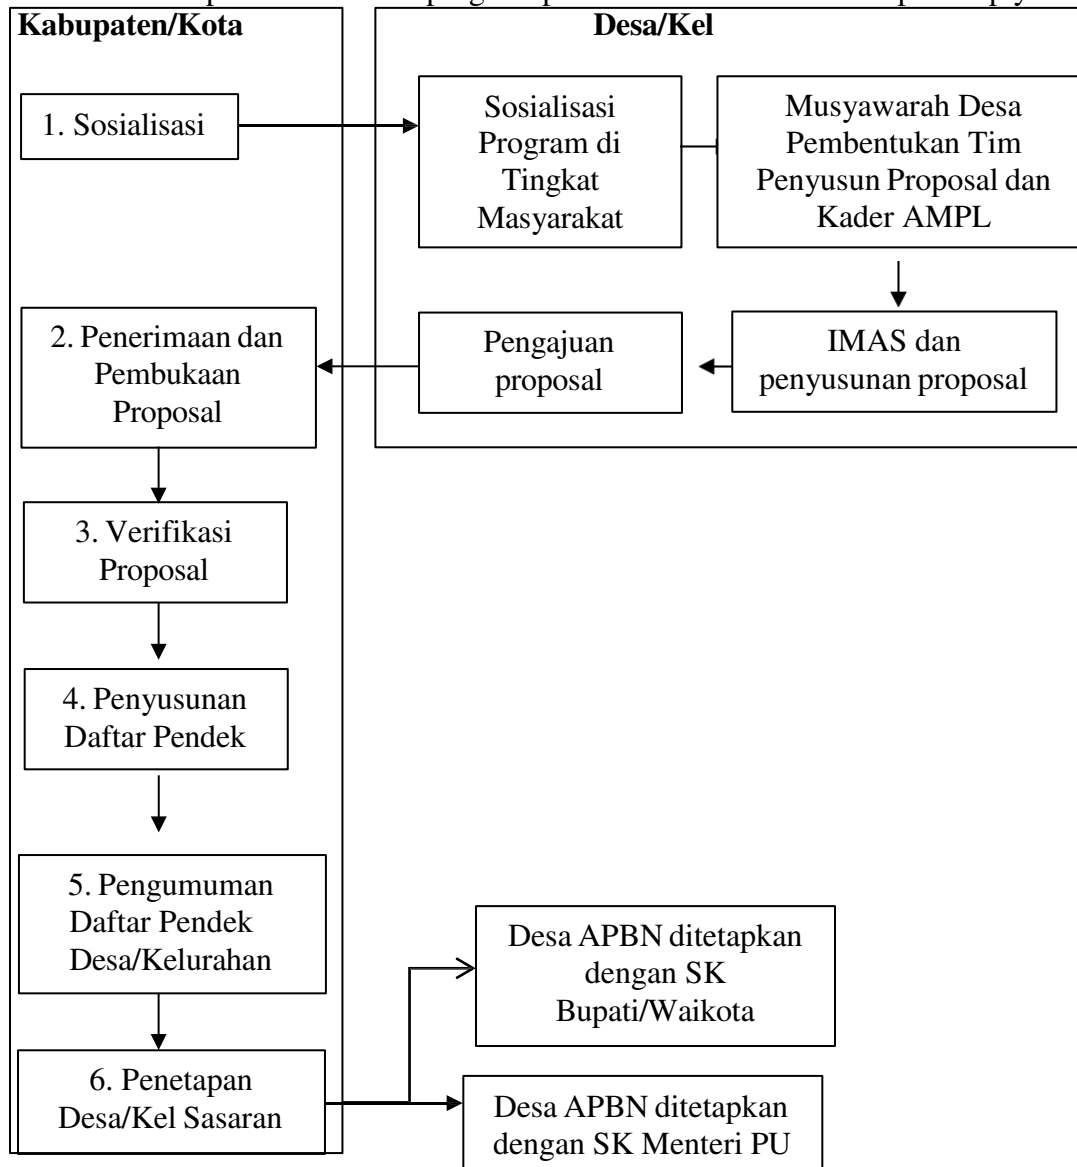 Kabupaten/Kota
Desa/Kel
1. Sosialisasi
Sosialisasi
Program di
Tingkat
Masyarakat
Musyawarah Desa
Pembentukan Tim
Penyusun Proposal dan
Kader AMPL
2. Penerimaan dan
Pembukaan
Proposal
Pengajuan
proposal
IMAS dan
penyusunan proposal
3. Verifikasi
Proposal
4. Penyusunan
Daftar Pendek
5. Pengumuman
Daftar Pendek
Desa/Kelurahan
Desa APBN ditetapkan
dengan SK
Bupati/Waikota
6. Penetapan
Desa/Kel Sasaran
Desa APBN ditetapkan
dengan SK Menteri PU